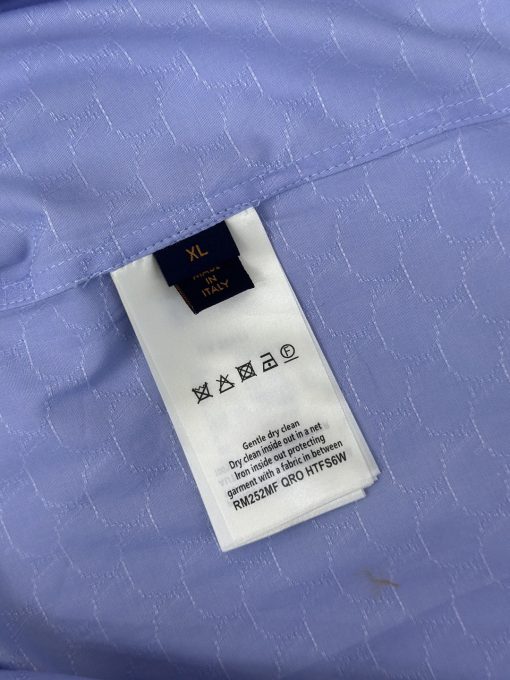 XL
MADE
IN
ITALY
Gentle dry clean
Dry clean inside out in a net
Iron inside out protecting
garment with a fabric in between
RM252MF QRO HTFS6W